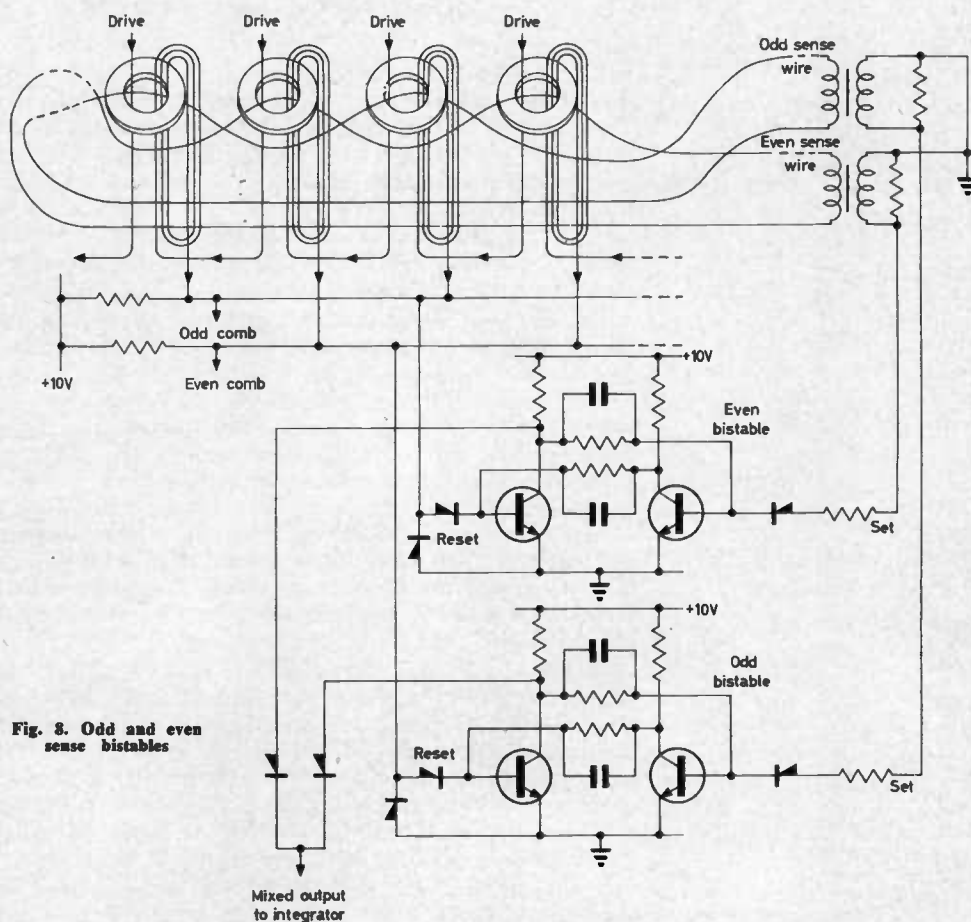 Drive
Drive
Drive
Drive
Odd sense
wire
Even sense
wire
Odd comb
Even comb
+10V
+10V
Even
bistable
Reset
Set
+10V
Odd
bistable
Reset
Set
Fig. 8. Odd and even
sense bistables
Mixed output
to integrator